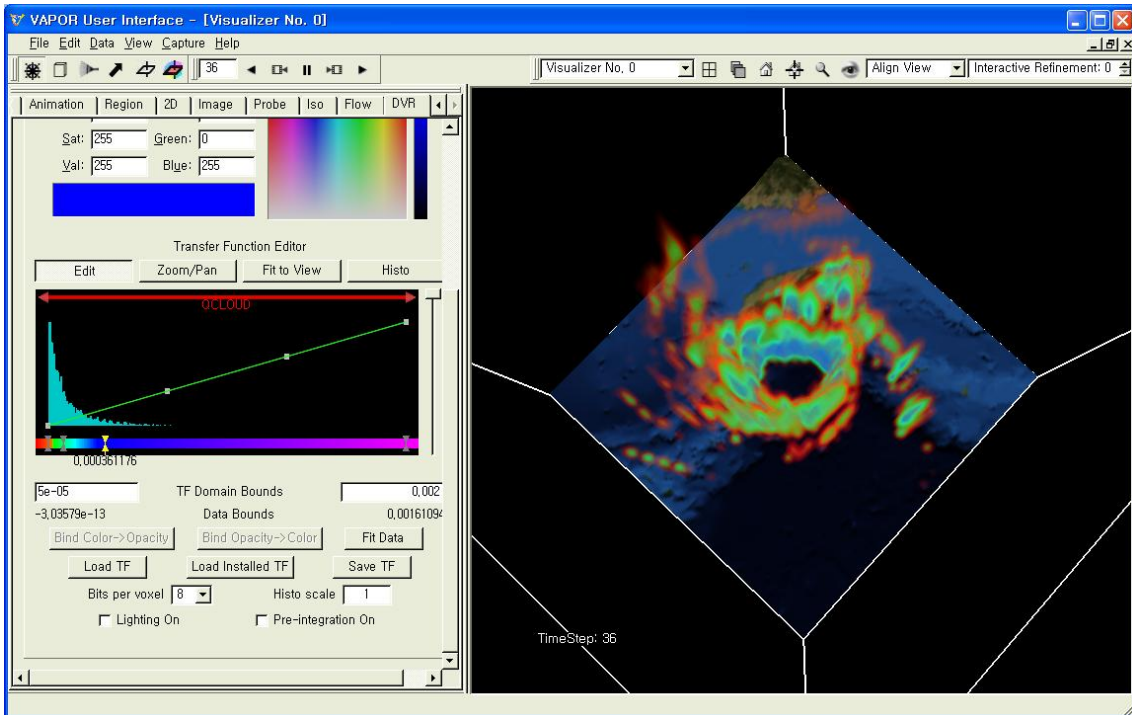 VAPOR User Interface - [Visualizer No. 0]
File Edit Data View Capture Help
36 Visualizer No. 0 Align View Interactive Refinement: 0
Animation Region 2D Image Probe Iso Flow DVR
Sat: 255 Green: 0
Val: 255 Blue: 255
Transfer Function Editor
Edit Zoom/Pan Fit to View Histo
QCLOUD
0,000361176
5e-05 TF Domain Bounds 0,002
-3,03579e-13 Data Bounds 0,00161094
Bind Color->Opacity Bind Opacity->Color Fit Data
Load TF Load Installed TF Save TF
Bits per voxel 8 Histo scale 1
Lighting On Pre-integration On
TimeStep: 36